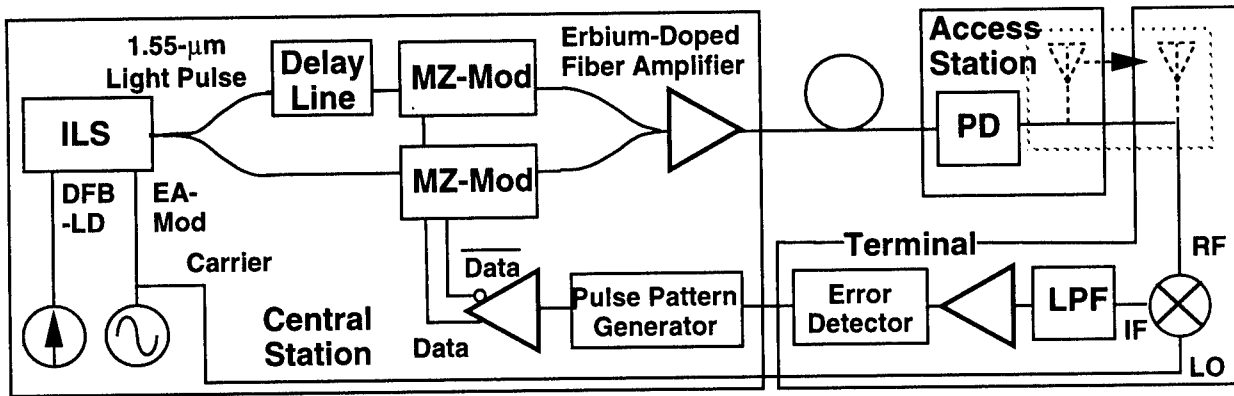 1.55-μm
Light Pulse
ILS
DFB
-LD
EA-
Mod
Carrier
Delay
Line
MZ-Mod
MZ-Mod
Erbium-Doped
Fiber Amplifier
Access
Station
PD
Data
Data
Central
Station
Pulse Pattern
Generator
Terminal
Error
Detector
LPF
IF
RF
LO